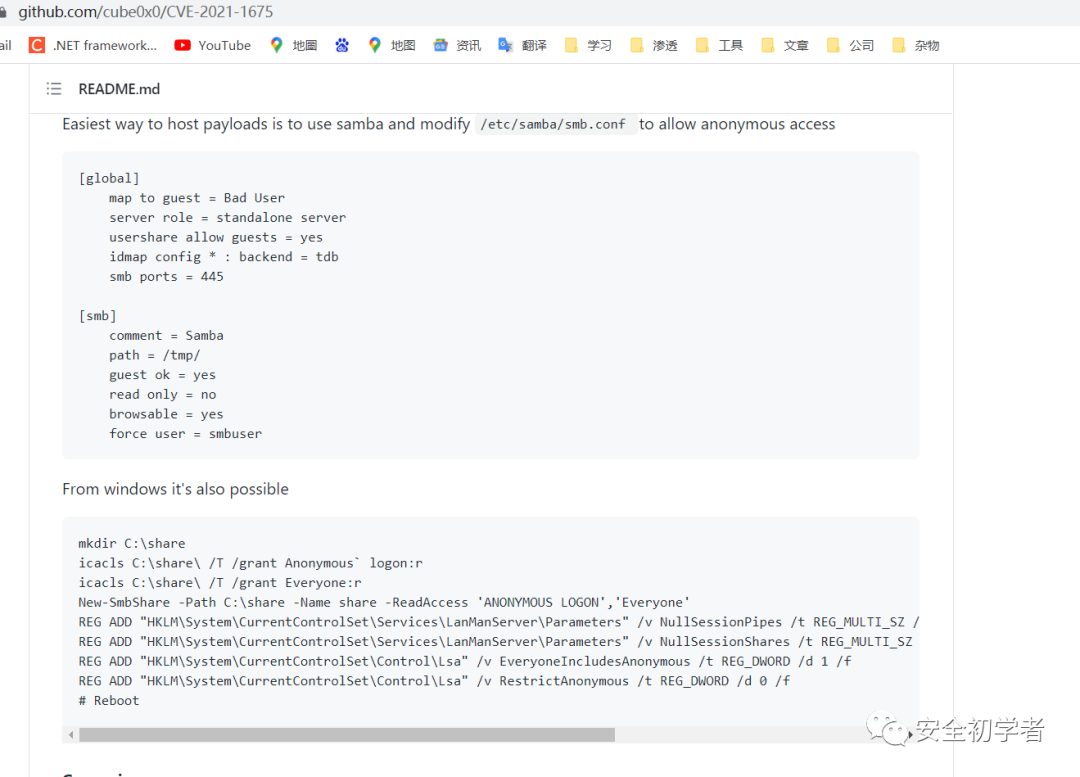 github.com/cube0x0/CVE-2021-1675
ail .NET framework... YouTube 地圖 地图 资讯 翻译 学习 渗透 工具 文章 公司 杂物
README.md
Easiest way to host payloads is to use samba and modify /etc/samba/smb.conf to allow anonymous access
[global]
map to guest = Bad User
server role = standalone server
usershare allow guests = yes
idmap config * : backend = tdb
smb ports = 445
[smb]
comment = Samba
path = /tmp/
guest ok = yes
read only = no
browsable = yes
force user = smbuser
From windows it's also possible
mkdir C:\share
icacls C:\share\ /T /grant Anonymous` logon:r
icacls C:\share\ /T /grant Everyone:r
New-SmbShare -Path C:\share -Name share -ReadAccess 'ANONYMOUS LOGON','Everyone'
REG ADD "HKLM\System\CurrentControlSet\Services\LanManServer\Parameters" /v NullSessionPipes /t REG_MULTI_SZ /
REG ADD "HKLM\System\CurrentControlSet\Services\LanManServer\Parameters" /v NullSessionShares /t REG_MULTI_SZ
REG ADD "HKLM\System\CurrentControlSet\Control\Lsa" /v EveryoneIncludesAnonymous /t REG_DWORD /d 1 /f
REG ADD "HKLM\System\CurrentControlSet\Control\Lsa" /v RestrictAnonymous /t REG_DWORD /d 0 /f
# Reboot
安全初学者